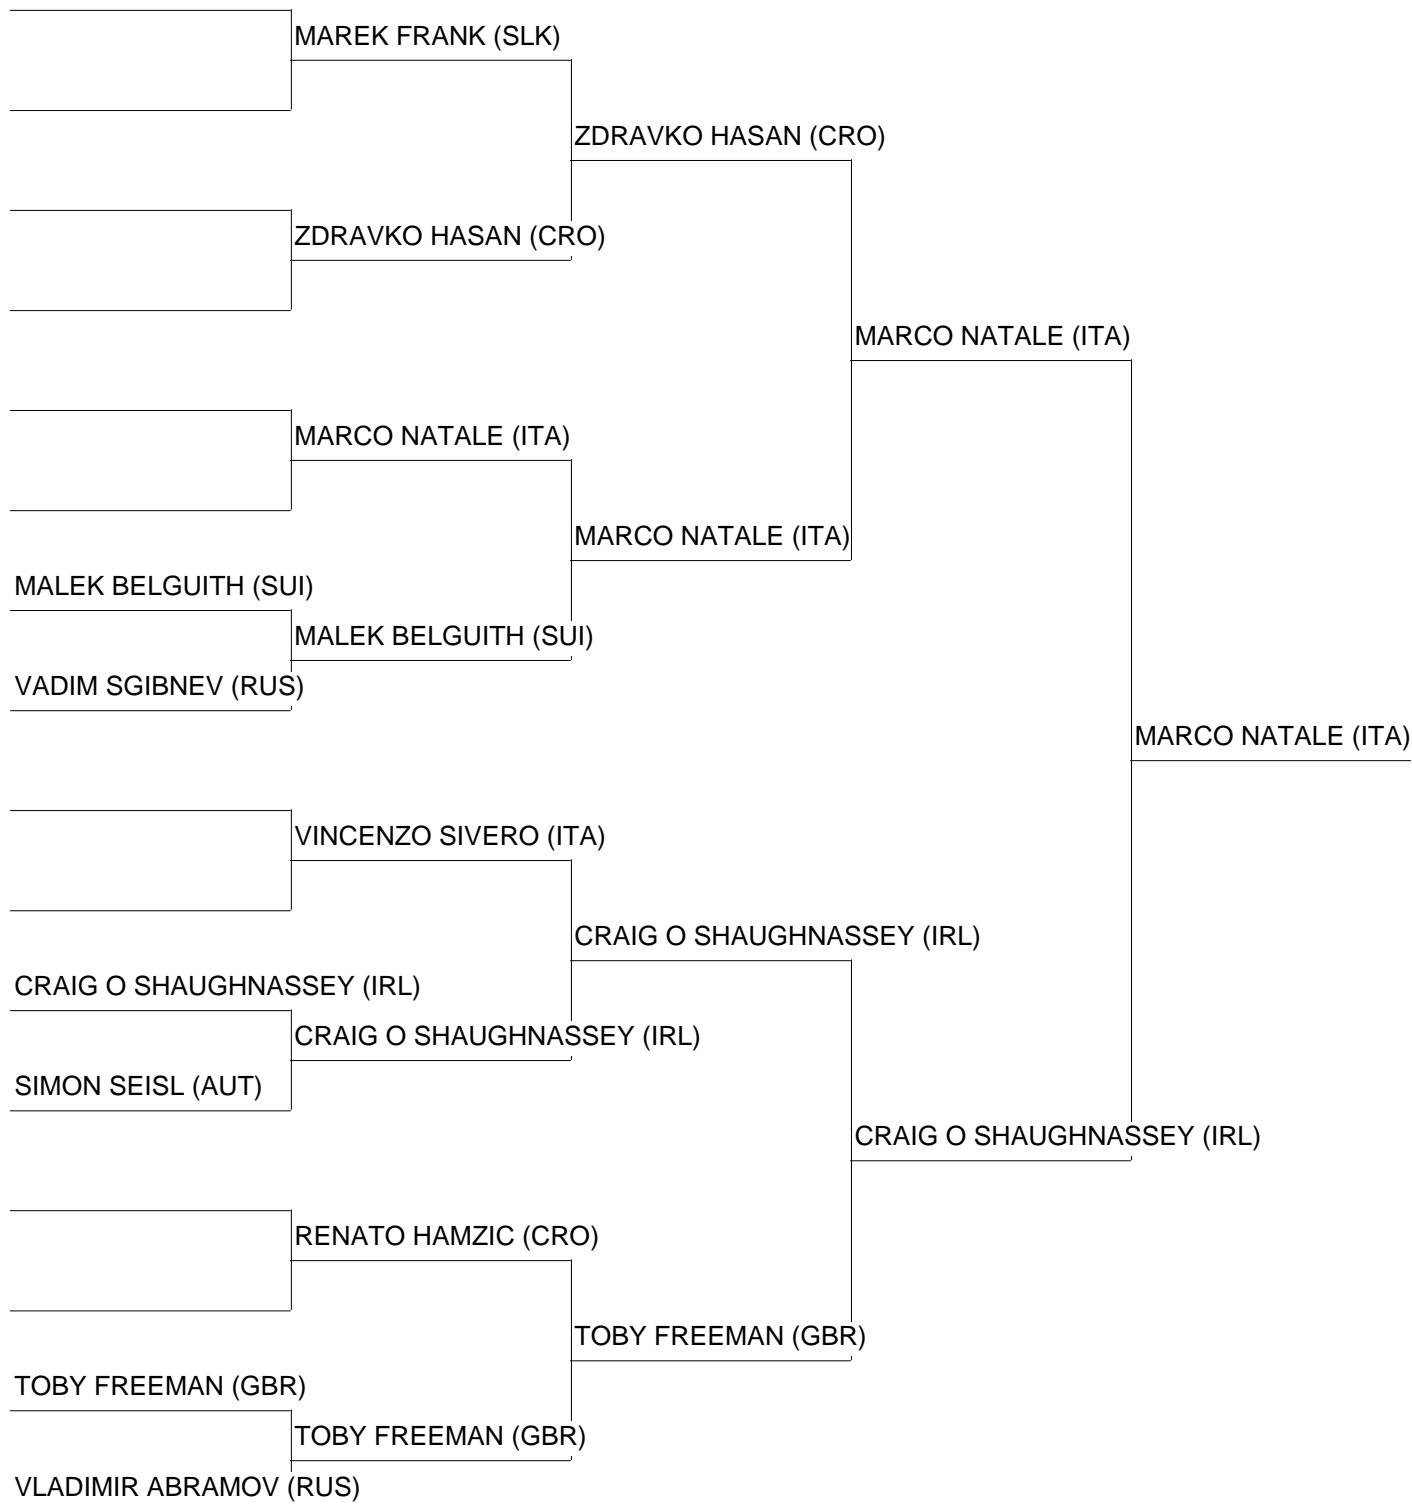 MAREK FRANK (SLK)
ZDRAVKO HASAN (CRO)
ZDRAVKO HASAN (CRO)
MARCO NATALE (ITA)
MARCO NATALE (ITA)
MARCO NATALE (ITA)
MALEK BELGUITH (SUI)
MALEK BELGUITH (SUI)
VADIM SGIBNEV (RUS)
MARCO NATALE (ITA)
VINCENZO SIVERO (ITA)
CRAIG O SHAUGHNASSEY (IRL)
CRAIG O SHAUGHNASSEY (IRL)
CRAIG O SHAUGHNASSEY (IRL)
SIMON SEISL (AUT)
CRAIG O SHAUGHNASSEY (IRL)
RENATO HAMZIC (CRO)
TOBY FREEMAN (GBR)
TOBY FREEMAN (GBR)
TOBY FREEMAN (GBR)
VLADIMIR ABRAMOV (RUS)